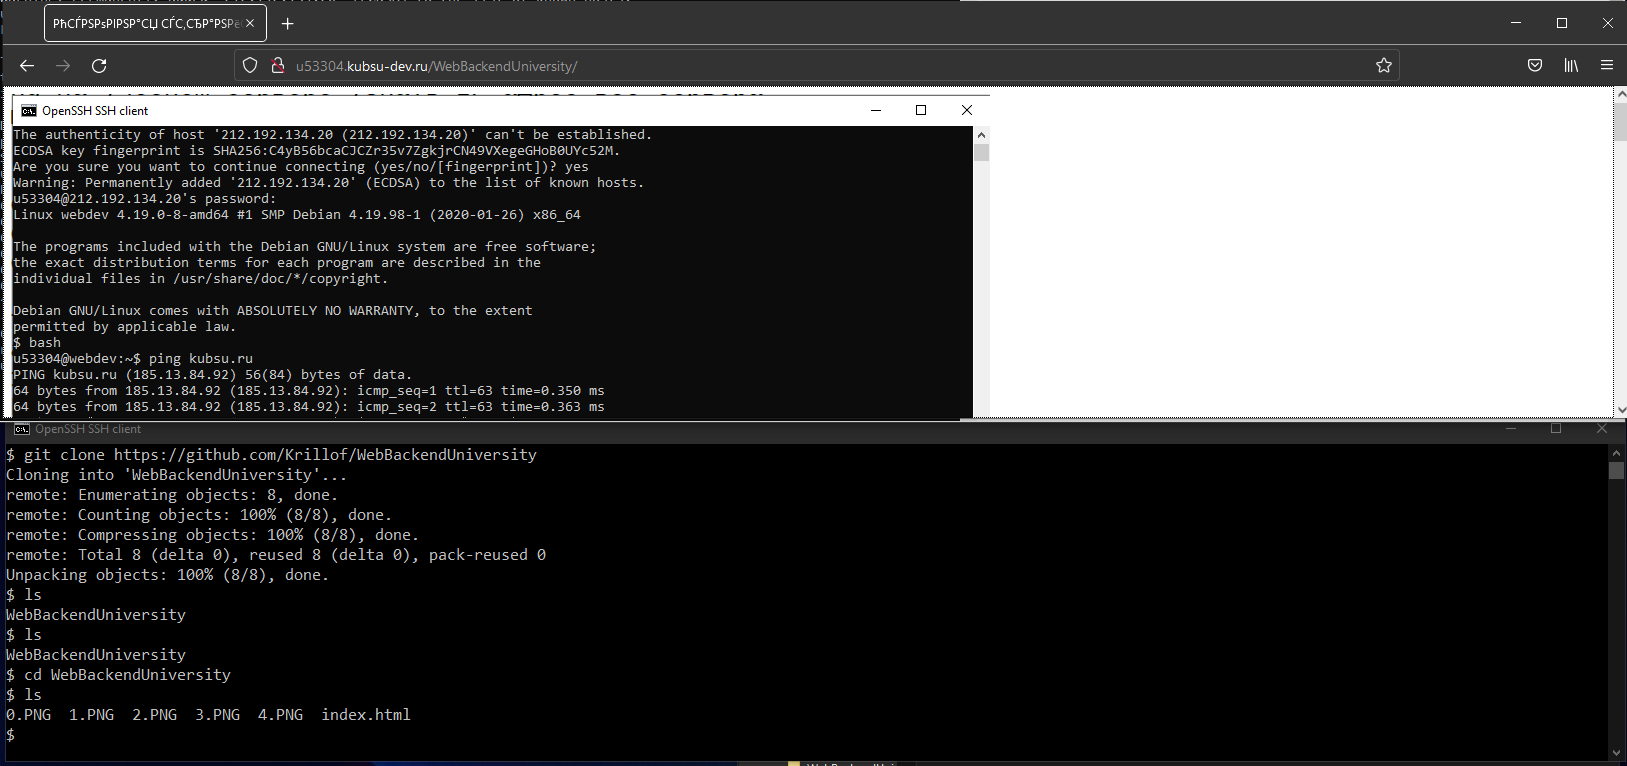 РћСЃРЅРѕРІРЅР°СЏ СЃС‚СЂР°РЅРё
u53304.kubsu-dev.ru/WebBackendUniversity/
OpenSSH SSH client
The authenticity of host '212.192.134.20 (212.192.134.20)' can't be established.
ECDSA key fingerprint is SHA256:C4yB56bcaCJCZr35v7ZgkjrCN49VXegeGHoB0UYc52M.
Are you sure you want to continue connecting (yes/no/[fingerprint])? yes
Warning: Permanently added '212.192.134.20' (ECDSA) to the list of known hosts.
u53304@212.192.134.20's password:
Linux webdev 4.19.0-8-amd64 #1 SMP Debian 4.19.98-1 (2020-01-26) x86_64
The programs included with the Debian GNU/Linux system are free software;
the exact distribution terms for each program are described in the
individual files in /usr/share/doc/*/copyright.
Debian GNU/Linux comes with ABSOLUTELY NO WARRANTY, to the extent
permitted by applicable law.
$ bash
u53304@webdev:~$ ping kubsu.ru
PING kubsu.ru (185.13.84.92) 56(84) bytes of data.
64 bytes from 185.13.84.92 (185.13.84.92): icmp_seq=1 ttl=63 time=0.350 ms
64 bytes from 185.13.84.92 (185.13.84.92): icmp_seq=2 ttl=63 time=0.363 ms
OpenSSH SSH client
$ git clone https://github.com/Krillof/WebBackendUniversity
Cloning into 'WebBackendUniversity'...
remote: Enumerating objects: 8, done.
remote: Counting objects: 100% (8/8), done.
remote: Compressing objects: 100% (8/8), done.
remote: Total 8 (delta 0), reused 8 (delta 0), pack-reused 0
Unpacking objects: 100% (8/8), done.
$ ls
WebBackendUniversity
$ ls
WebBackendUniversity
$ cd WebBackendUniversity
$ ls
0.PNG  1.PNG  2.PNG  3.PNG  4.PNG  index.html
$